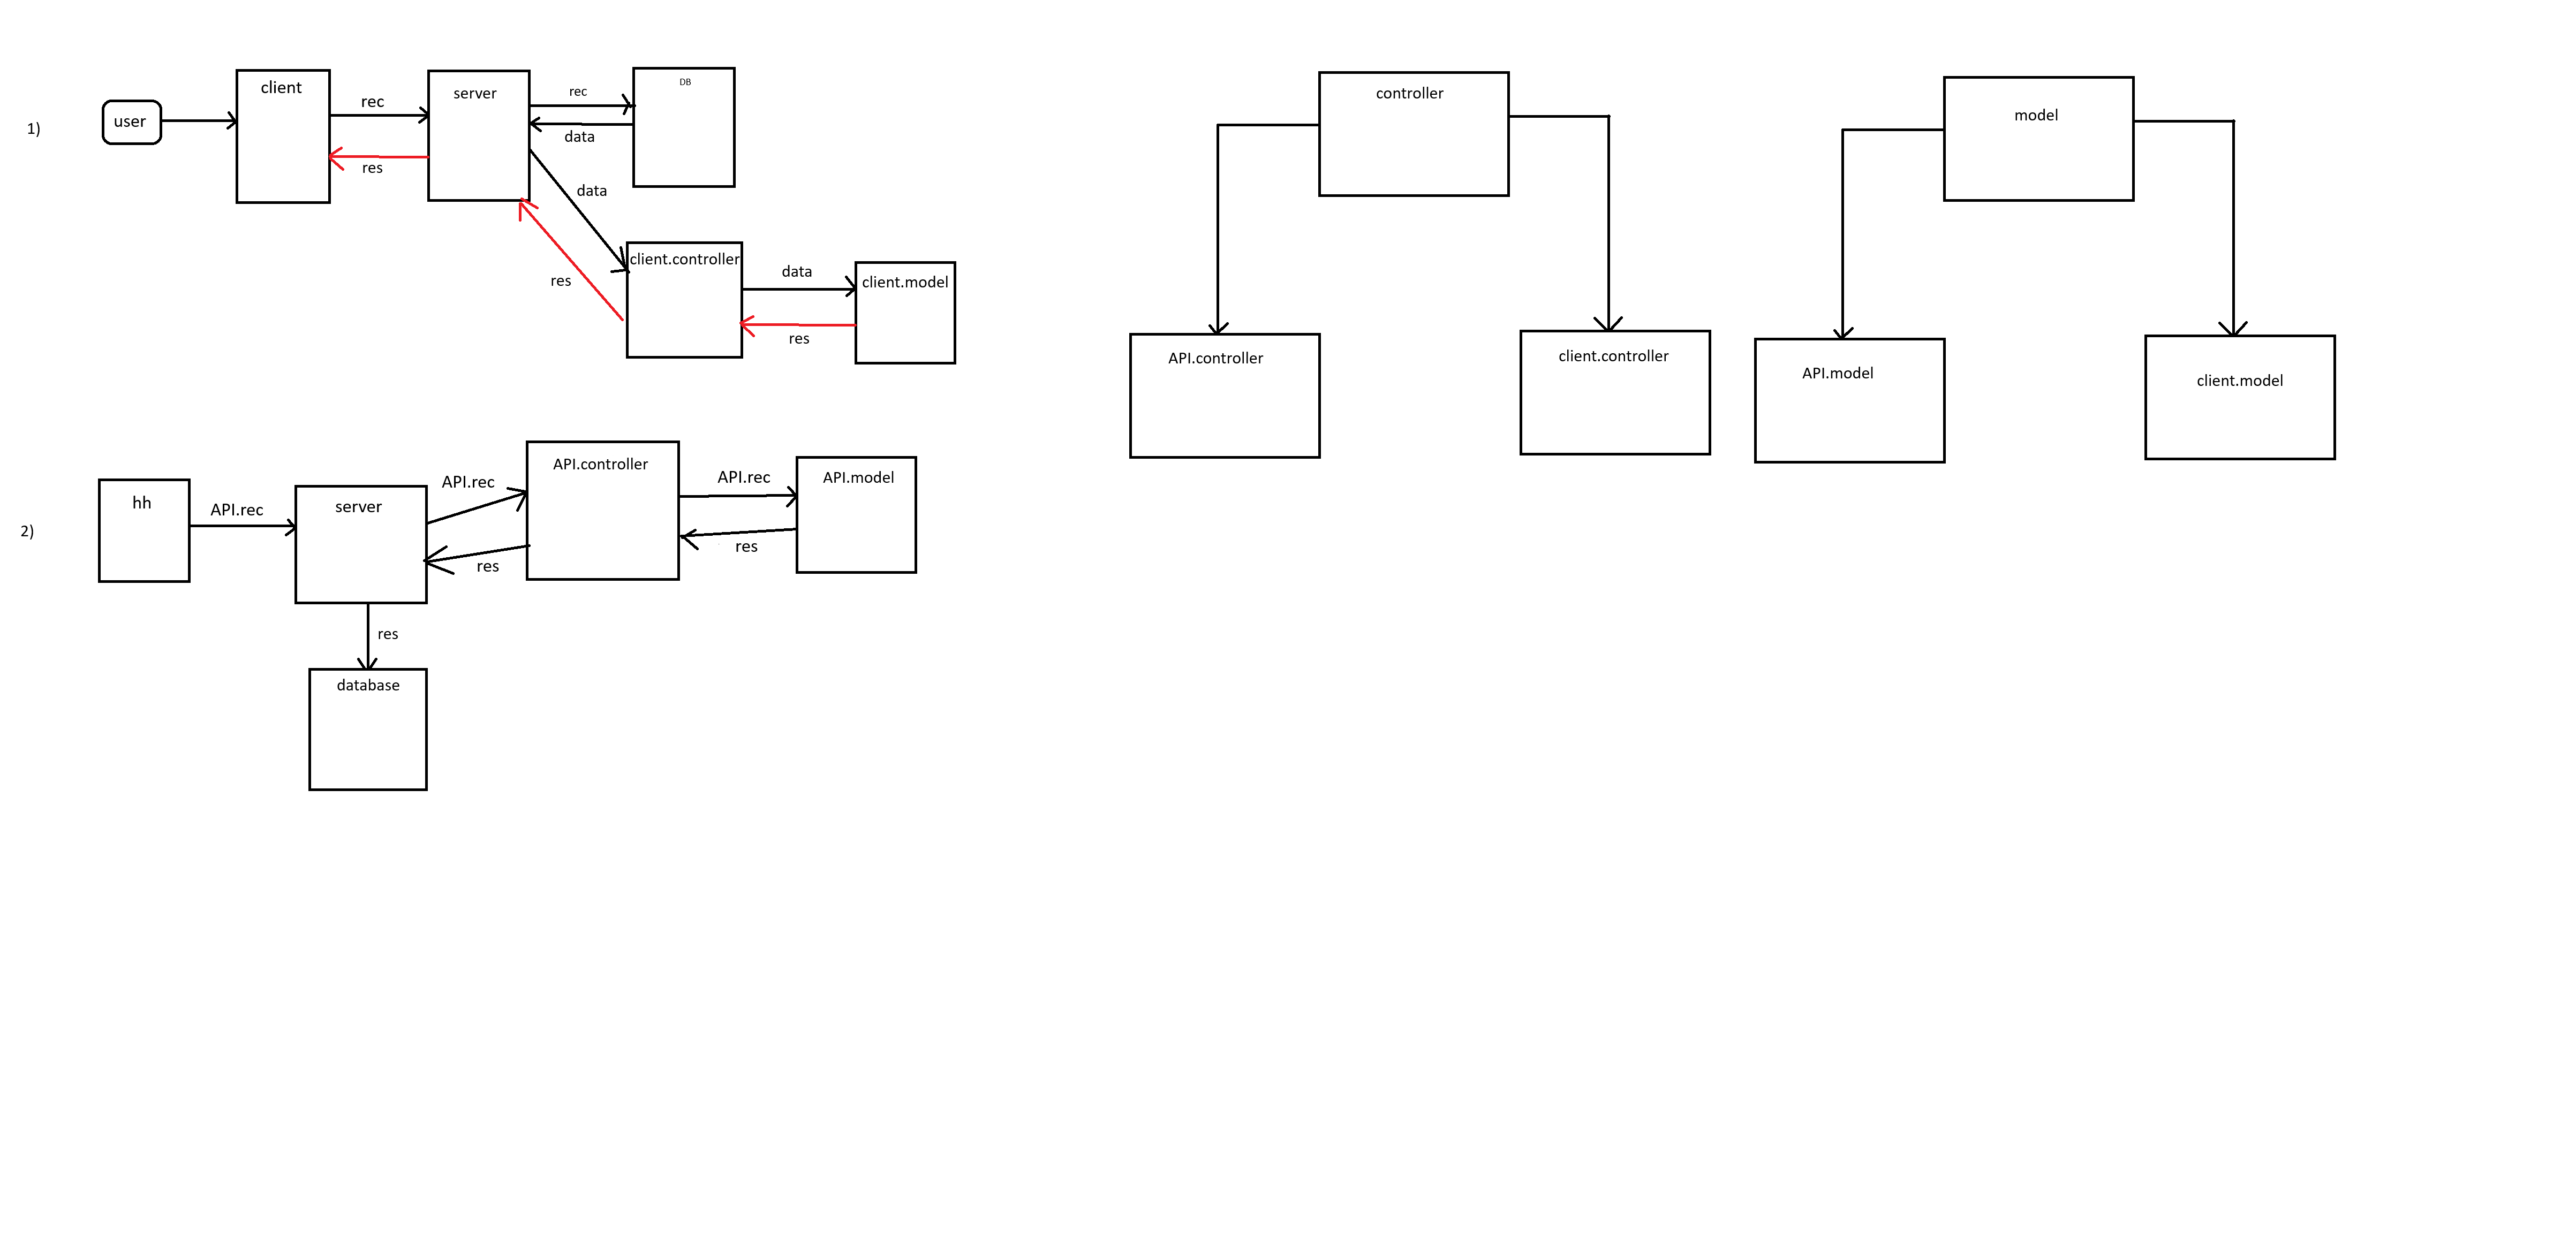 1)
user
client
rec
res
server
rec
data
DB
data
res
client.controller
data
res
client.model
2)
hh
API.rec
server
API.rec
res
API.controller
API.rec
res
API.model
res
database
controller
API.controller
client.controller
model
API.model
client.model